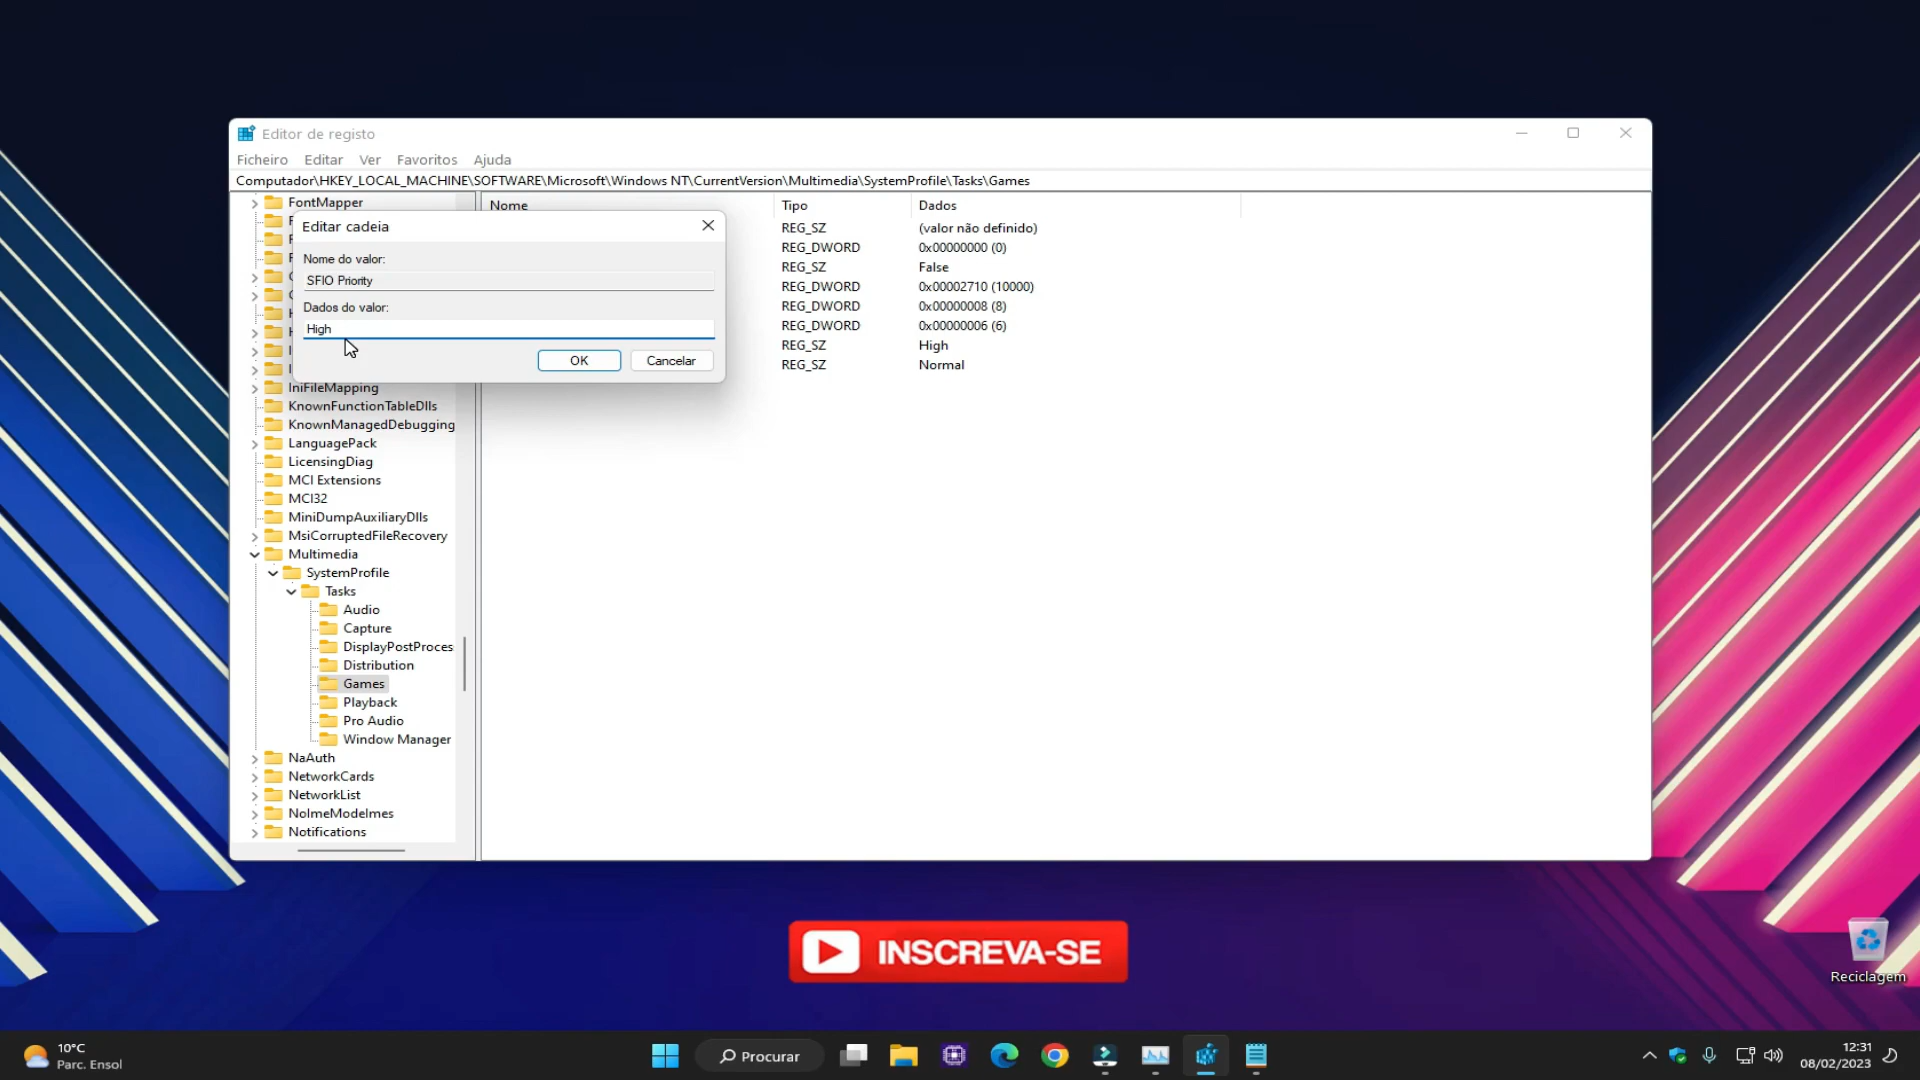 Editor de registo
Ficheiro Editar Ver Favoritos Ajuda
Computador\HKEY_LOCAL_MACHINE\SOFTWARE\Microsoft\Windows NT\CurrentVersion\Multimedia\SystemProfile\Tasks\Games
FontMapper
Nome Tipo Dados
Editar cadeia
Nome do valor:
SFIO Priority
Dados do valor:
High
OK Cancelar
REG_SZ (valor não definido)
REG_DWORD 0x00000000 (0)
REG_SZ False
REG_DWORD 0x00002710 (10000)
REG_DWORD 0x00000008 (8)
REG_DWORD 0x00000006 (6)
REG_SZ High
REG_SZ Normal
IniFileMapping
KnownFunctionTableDlls
KnownManagedDebugging
LanguagePack
LicensingDiag
MCI Extensions
MCI32
MiniDumpAuxiliaryDlls
MsiCorruptedFileRecovery
Multimedia
SystemProfile
Tasks
Audio
Capture
DisplayPostProces
Distribution
Games
Playback
Pro Audio
Window Manager
NaAuth
NetworkCards
NetworkList
NoImeModeImes
Notifications
INSCREVA-SE
Reciclagem
10°C
Parc. Ensol
Procurar
12:31
08/02/2023